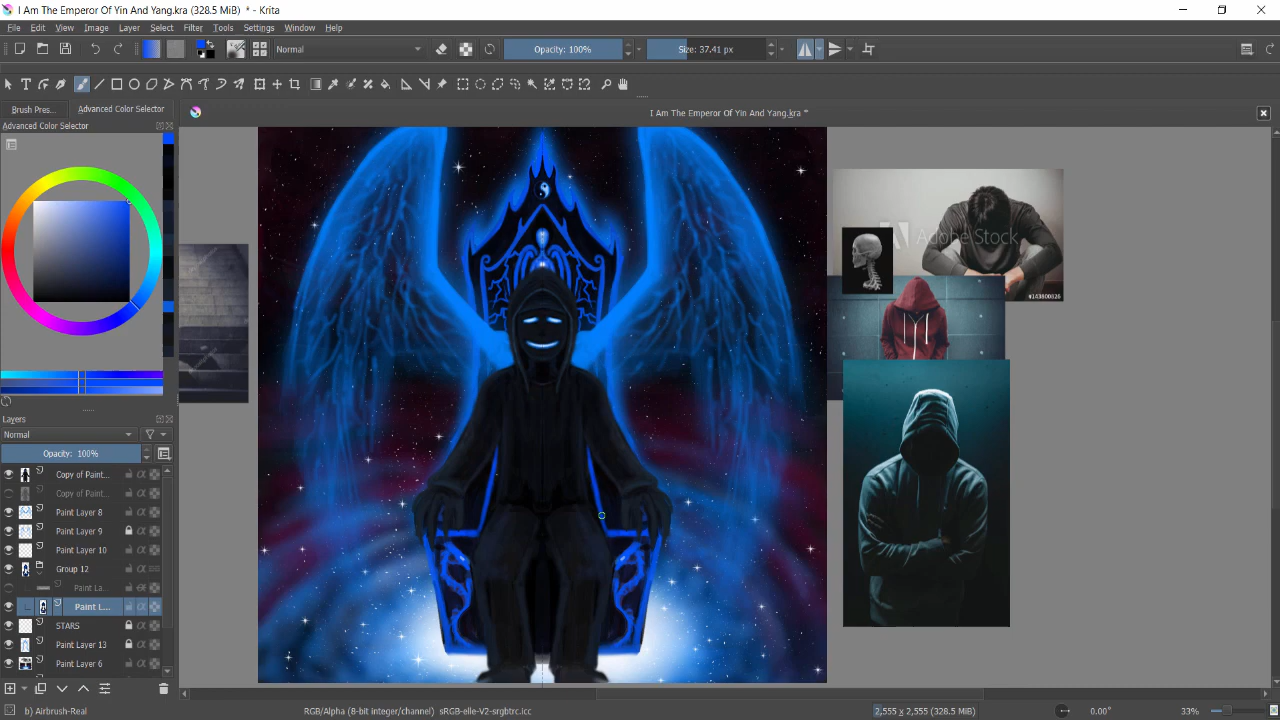 I Am The Emperor Of Yin And Yang.kra (328.5 MiB) * - Krita
File Edit View Image Layer Select Filter Tools Settings Window Help
Normal Opacity: 100% Size: 37.41 px
Brush Pres... Advanced Color Selector I Am The Emperor Of Yin And Yang.kra *
Advanced Color Selector
Adobe Stock
#143800826
Layers
Normal
Opacity: 100%
Copy of Paint...
Copy of Paint...
Paint Layer 8
Paint Layer 9
Paint Layer 10
Group 12
Paint La...
Paint L...
STARS
Paint Layer 13
Paint Layer 6
b) Airbrush-Real RGB/Alpha (8-bit integer/channel) sRGB-elle-V2-srgbtrc.icc 2,555 x 2,555 (328.5 MiB) 0.00° 33%